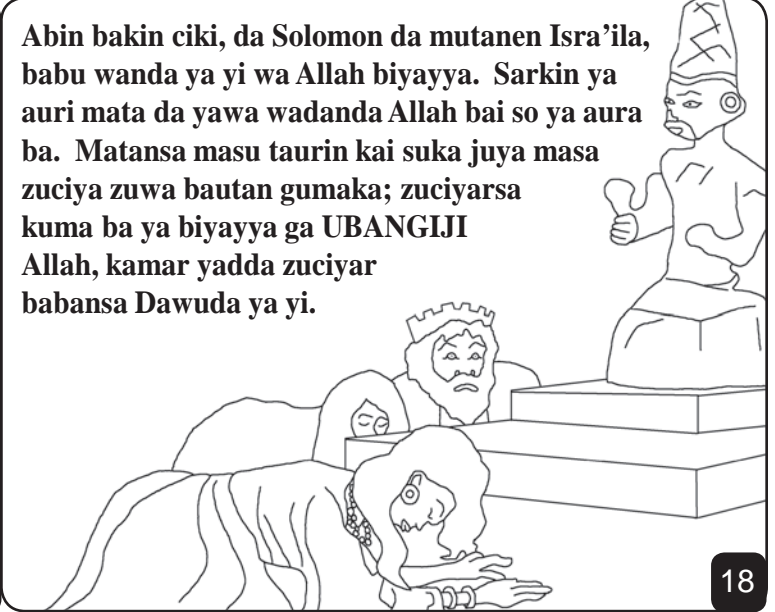 Abin bakin ciki, da Solomon da mutanen Isra’ila,
babu wanda ya yi wa Allah biyayya.  Sarkin ya
auri mata da yawa wadanda Allah bai so ya aura
ba.  Matansa masu taurin kai suka juya masa
zuciya zuwa bautan gumaka; zuciyarsa
kuma ba ya biyayya ga UBANGIJI
Allah, kamar yadda zuciyar
babansa Dawuda ya yi.
18